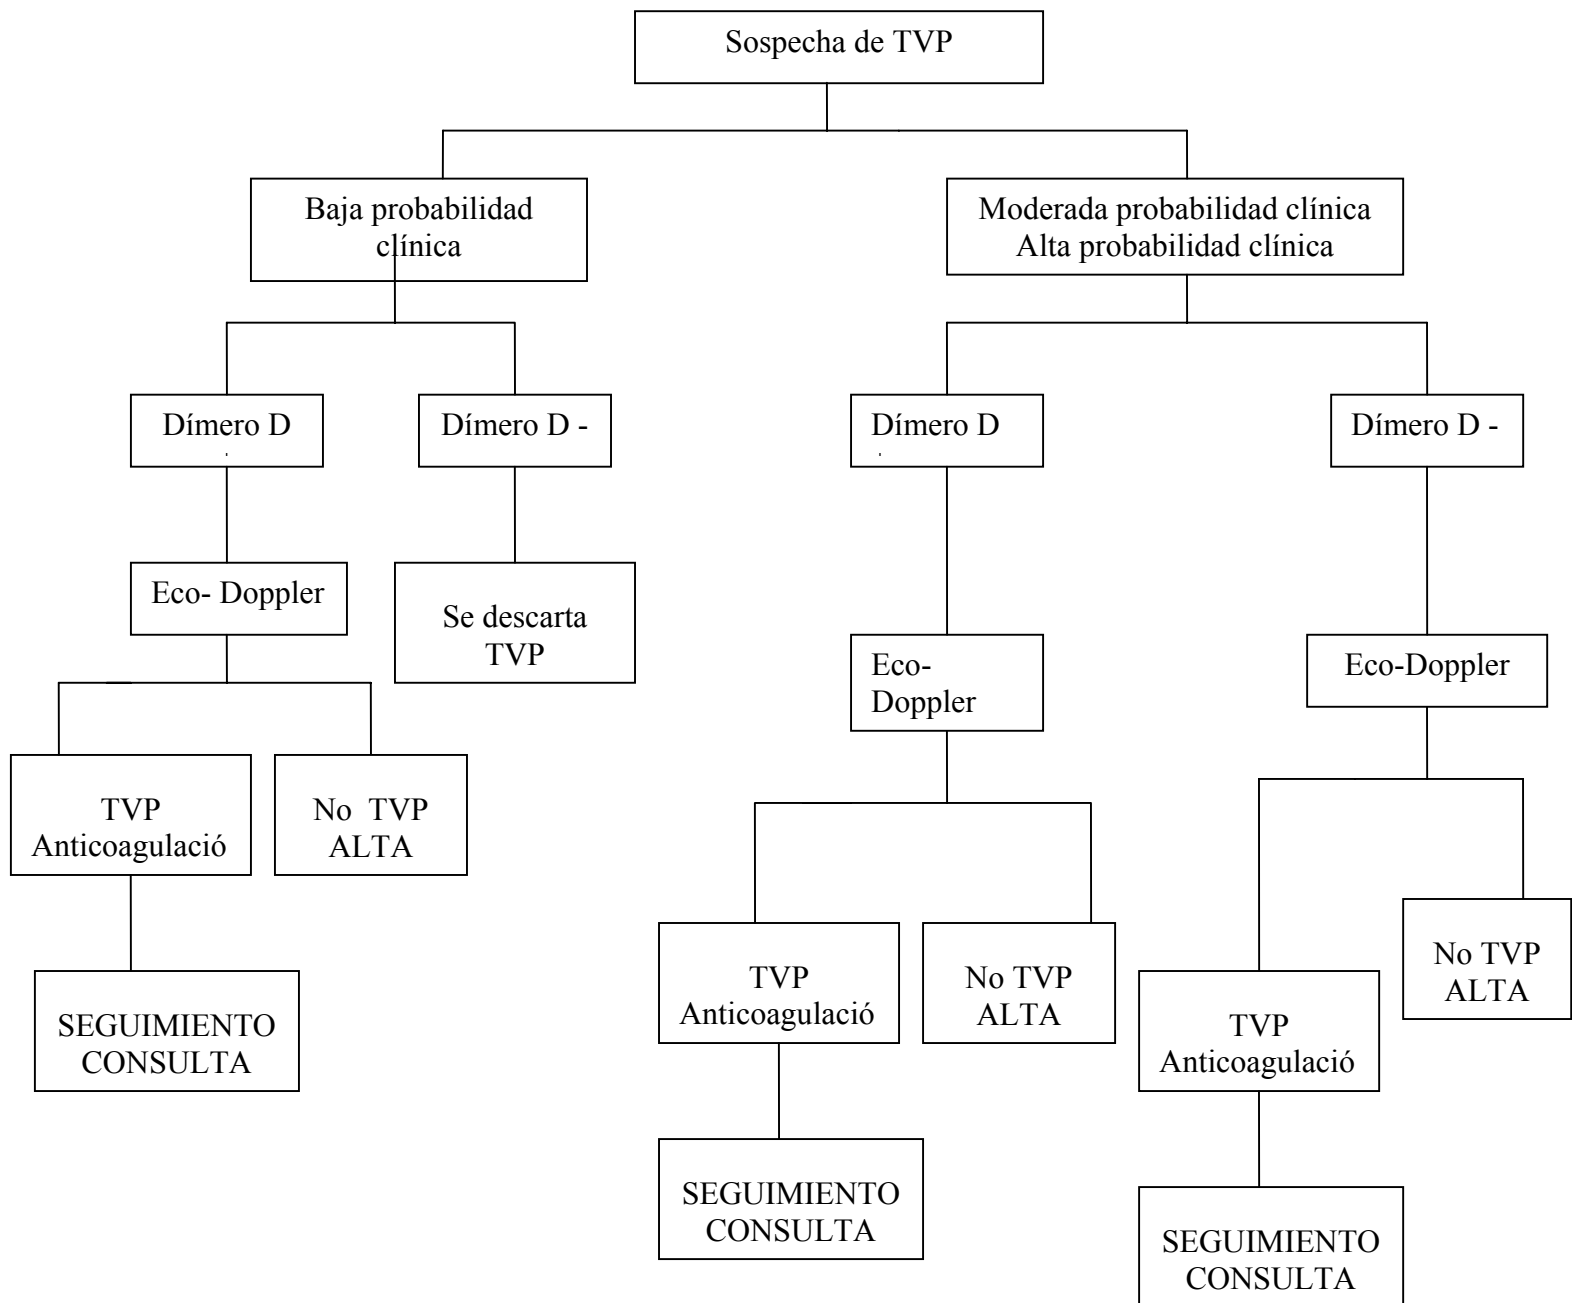 Sospecha de TVP
Baja probabilidad
clínica
Moderada probabilidad clínica
Alta probabilidad clínica
Dímero D
Dímero D -
Dímero D
Dímero D -
Eco- Doppler
Se descarta
TVP
Eco-
Doppler
Eco-Doppler
TVP
Anticoagulació
No TVP
ALTA
TVP
Anticoagulació
No TVP
ALTA
No TVP
ALTA
TVP
Anticoagulació
SEGUIMIENTO
CONSULTA
SEGUIMIENTO
CONSULTA
SEGUIMIENTO
CONSULTA